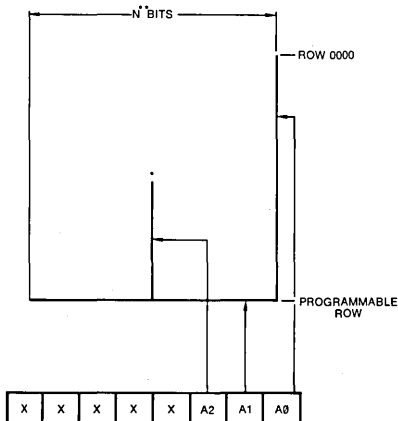 N**BITS
ROW 0000
PROGRAMMABLE
ROW
X X X X X A2 A1 A0